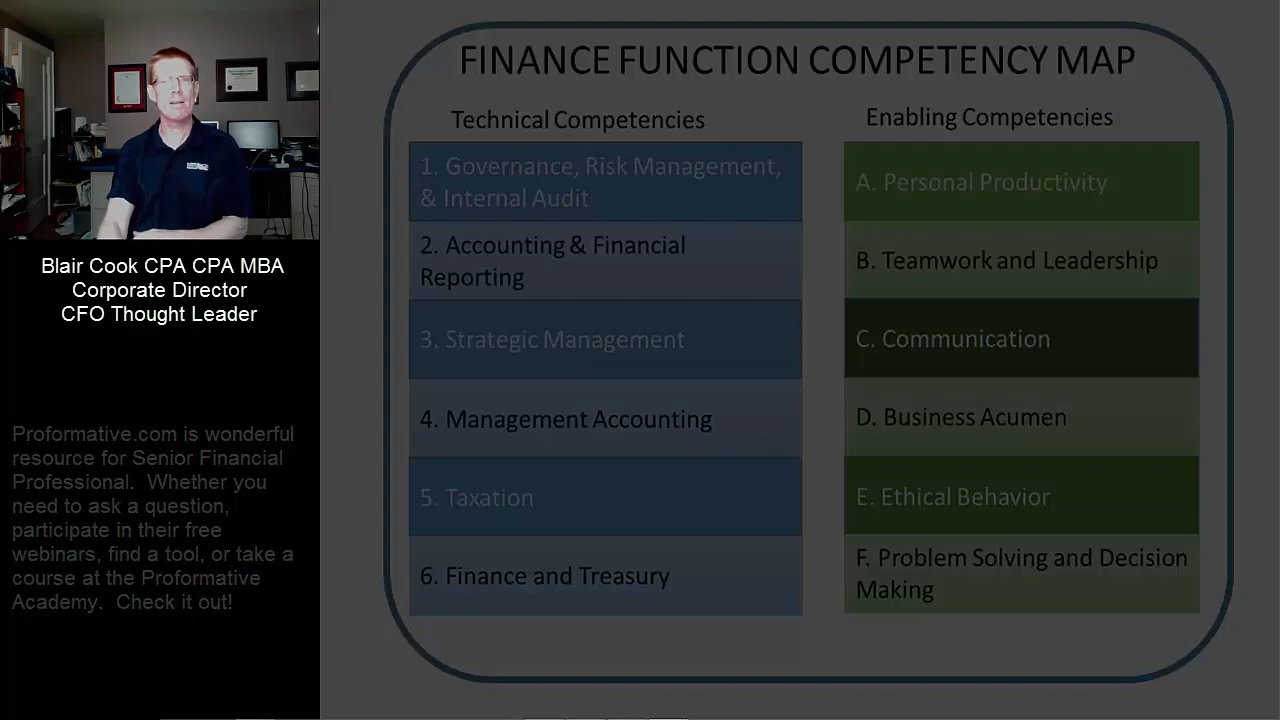 FINANCE FUNCTION COMPETENCY MAP
Technical Competencies
1. Governance, Risk Management,
& Internal Audit
2. Accounting & Financial
Reporting
3. Strategic Management
4. Management Accounting
5. Taxation
6. Finance and Treasury
Enabling Competencies
A. Personal Productivity
B. Teamwork and Leadership
C. Communication
D. Business Acumen
E. Ethical Behavior
F. Problem Solving and Decision
Making
Blair Cook CPA CPA MBA
Corporate Director
CFO Thought Leader
Proformative.com is wonderful
resource for Senior Financial
Professional.  Whether you
need to ask a question,
participate in their free
webinars, find a tool, or take a
course at the Proformative
Academy.  Check it out!